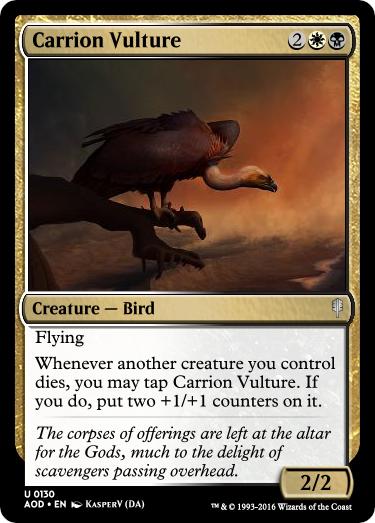 Carrion Vulture 2
Creature — Bird
Flying
Whenever another creature you control
dies, you may tap Carrion Vulture. If
you do, put two +1/+1 counters on it.
The corpses of offerings are left at the altar
for the Gods, much to the delight of
scavengers passing overhead.
2/2
U 0130
AOD • EN KASPERV (DA)
™ & © 1993-2016 Wizards of the Coast